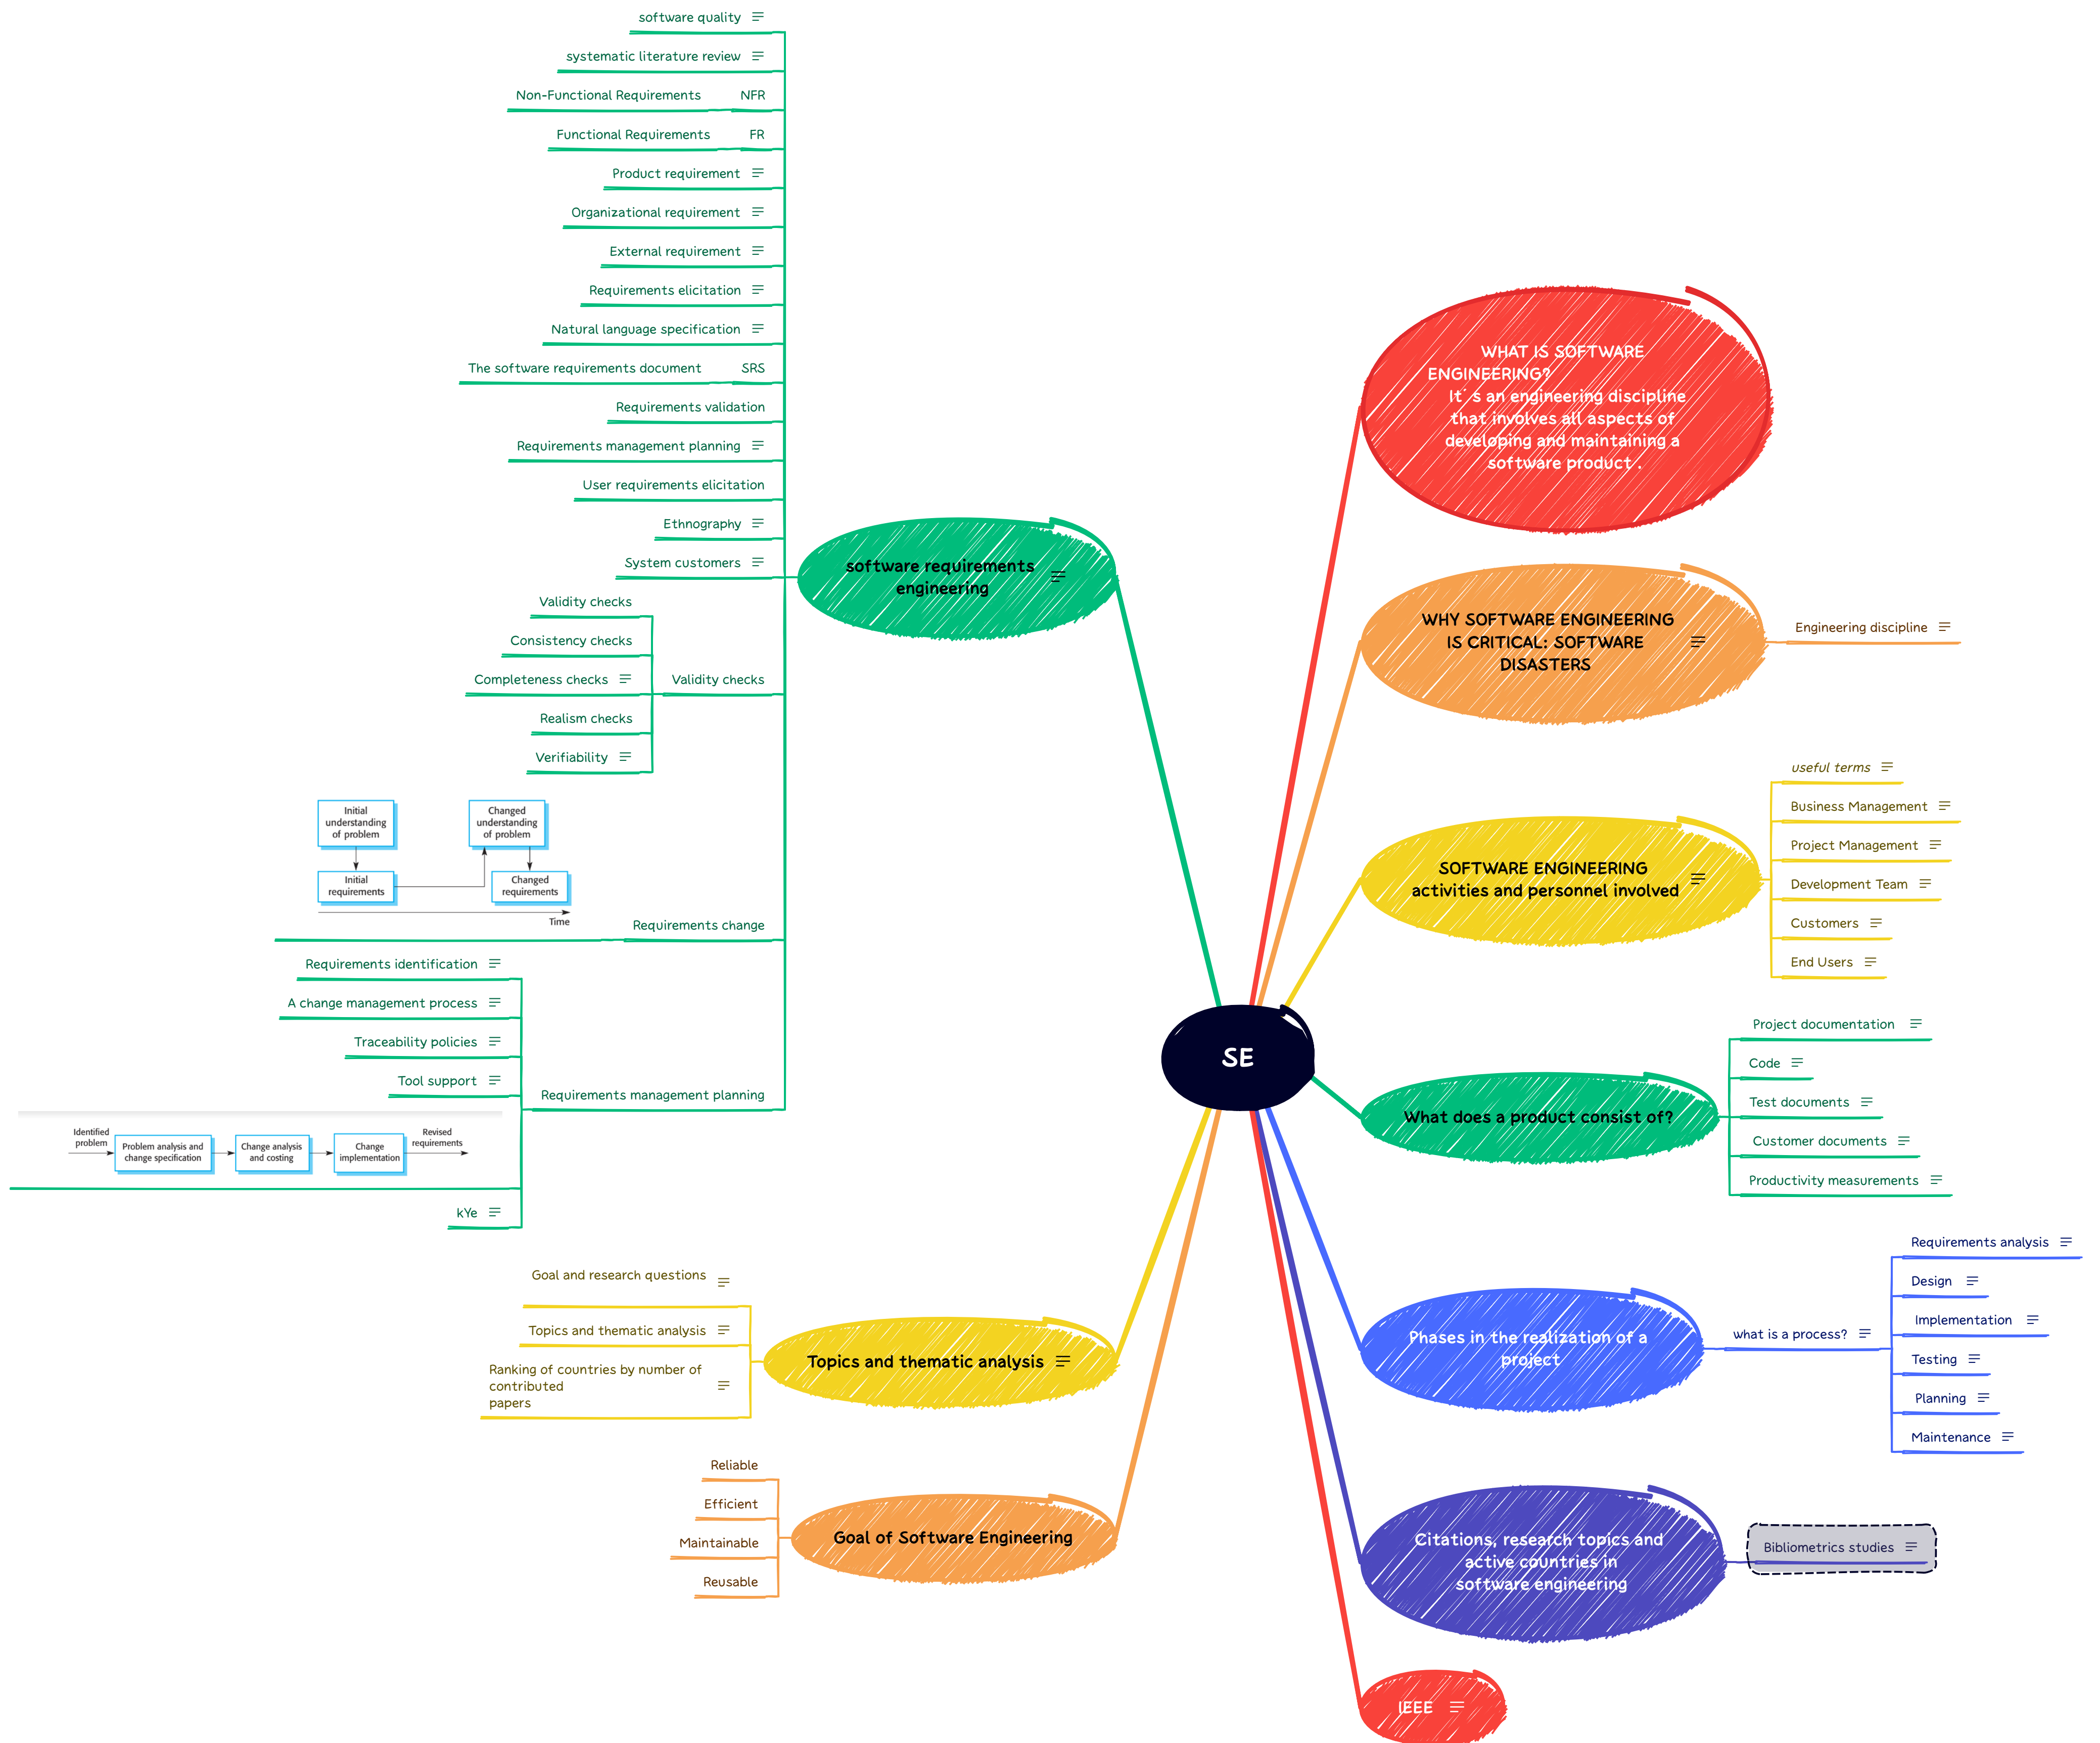 software quality
systematic literature review
Non-Functional Requirements
NFR
Functional Requirements
FR
Product requirement
Organizational requirement
External requirement
Requirements elicitation
Natural language specification
The software requirements document
SRS
Requirements validation
Requirements management planning
User requirements elicitation
Ethnography
System customers
software requirements
engineering
Validity checks
Consistency checks
Completeness checks
Realism checks
Verifiability
Validity checks
Initial
understanding
of problem
Changed
understanding
of problem
Initial
requirements
Changed
requirements
Time
Requirements change
Requirements identification
A change management process
Traceability policies
Tool support
Requirements management planning
Identified
problem
Problem analysis and
change specification
Change analysis
and costing
Change
implementation
Revised
requirements
kYe
Goal and research questions
Topics and thematic analysis
Ranking of countries by number of
contributed
papers
Topics and thematic analysis
Reliable
Efficient
Maintainable
Reusable
Goal of Software Engineering
SE
WHAT IS SOFTWARE
ENGINEERING?
It´s an engineering discipline
that involves all aspects of
developing and maintaining a
software product .
WHY SOFTWARE ENGINEERING
IS CRITICAL: SOFTWARE
DISASTERS
Engineering discipline
SOFTWARE ENGINEERING
activities and personnel involved
useful terms
Business Management
Project Management
Development Team
Customers
End Users
What does a product consist of?
Project documentation
Code
Test documents
Customer documents
Productivity measurements
Phases in the realization of a
project
what is a process?
Requirements analysis
Design
Implementation
Testing
Planning
Maintenance
Citations, research topics and
active countries in
software engineering
Bibliometrics studies
IEEE